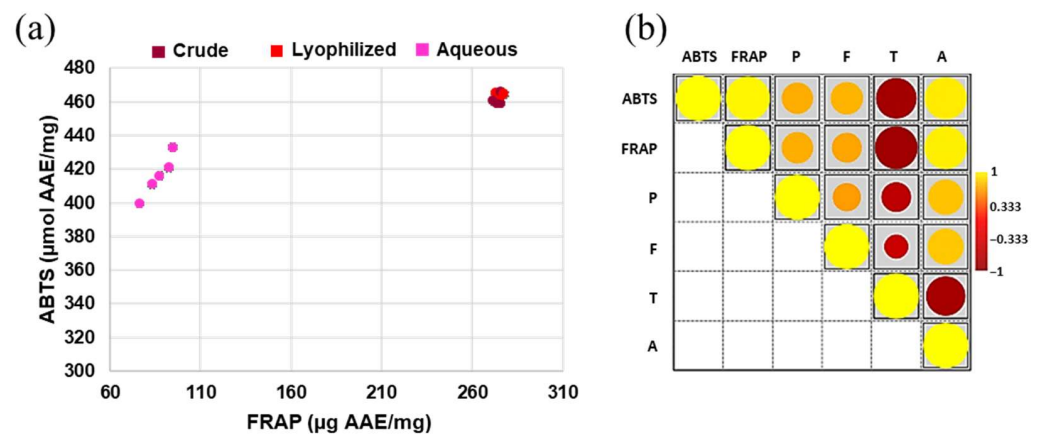 (a)
Crude Lyophilized Aqueous
480
460
440
420
400
380
360
340
320
300
ABTS (µmol AAE/mg)
60 110 160 210 260 310
FRAP (µg AAE/mg)
(b)
ABTS FRAP P F T A
ABTS
FRAP
P
F
T
A
1
0.333
−0.333
−1